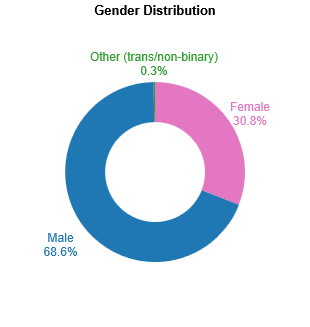 Gender Distribution
Other (trans/non-binary)
0.3%
Female
30.8%
Male
68.6%